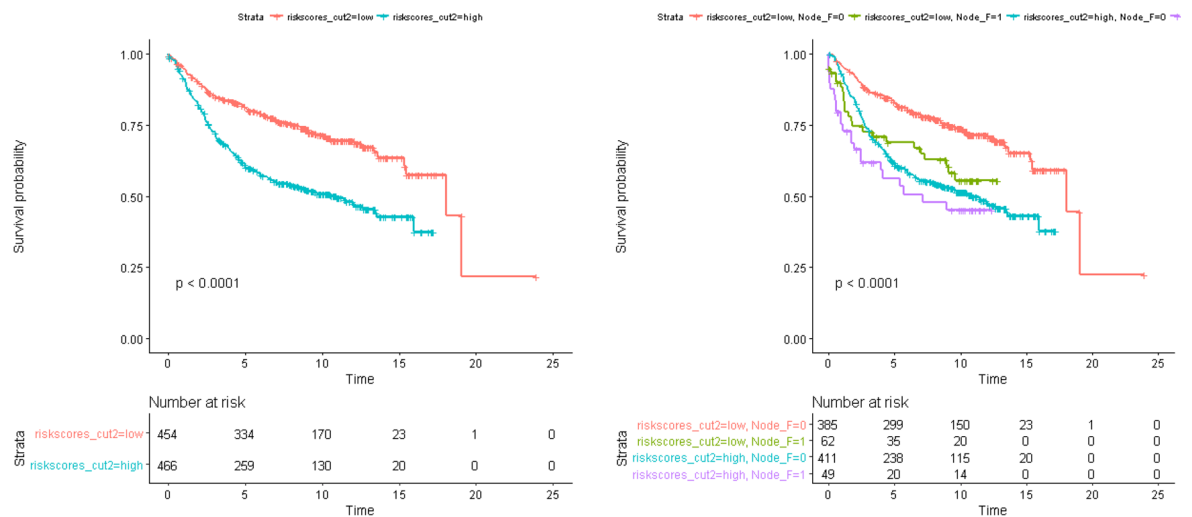 Strata riskscores_cut2=low riskscores_cut2=high
Survival probability
1.00
0.75
0.50
0.25
0.00
p < 0.0001
0 5 10 15 20 25
Time
Number at risk
Strata
riskscores_cut2=low 454 334 170 23 1 0
riskscores_cut2=high 466 259 130 20 0 0
0 5 10 15 20 25
Time
Strata riskscores_cut2=low, Node_F=0 riskscores_cut2=low, Node_F=1 riskscores_cut2=high, Node_F=0
Survival probability
1.00
0.75
0.50
0.25
0.00
p < 0.0001
0 5 10 15 20 25
Time
Number at risk
Strata
riskscores_cut2=low, Node_F=0 385 299 150 23 1 0
riskscores_cut2=low, Node_F=1 62 35 20 0 0 0
riskscores_cut2=high, Node_F=0 411 238 115 20 0 0
riskscores_cut2=high, Node_F=1 49 20 14 0 0 0
0 5 10 15 20 25
Time